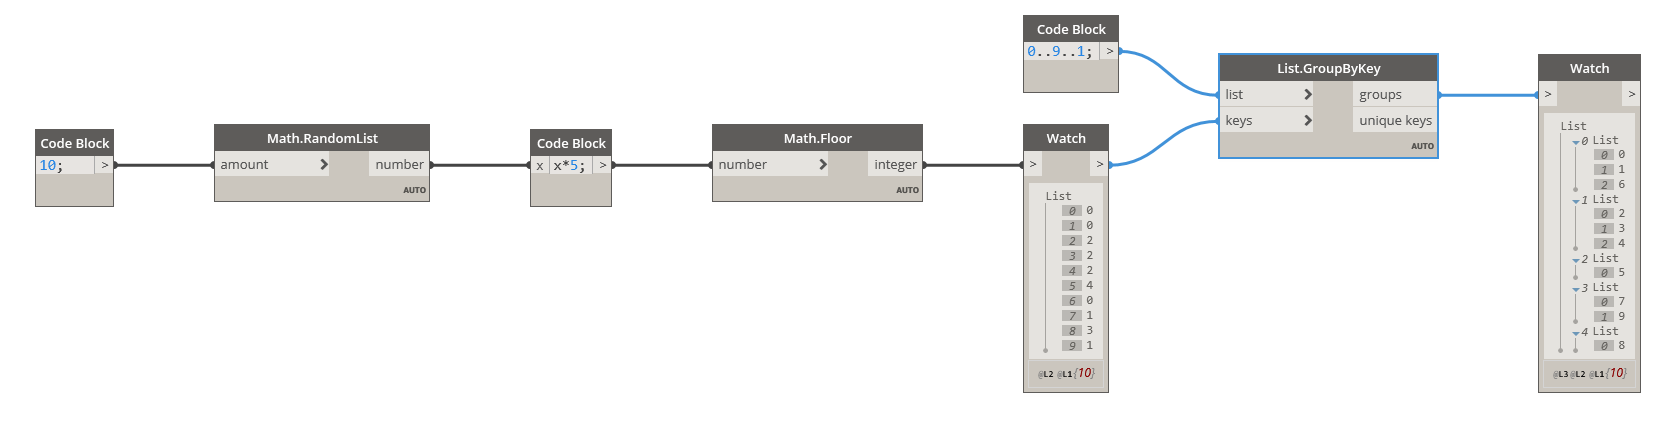 Code Block
10; >
Math.RandomList
amount > number
AUTO
Code Block
x x*5; >
Math.Floor
number > integer
AUTO
Watch
> >
List
0 0
1 0
2 2
3 2
4 2
5 4
6 0
7 1
8 3
9 1
@L2 @L1 {10}
Code Block
0..9..1; >
List.GroupByKey
list > groups
keys > unique keys
AUTO
Watch
> >
List
0 List
0 0
1 1
2 6
1 List
0 2
1 3
2 4
2 List
0 5
3 List
0 7
1 9
4 List
0 8
@L3 @L2 @L1 {10}